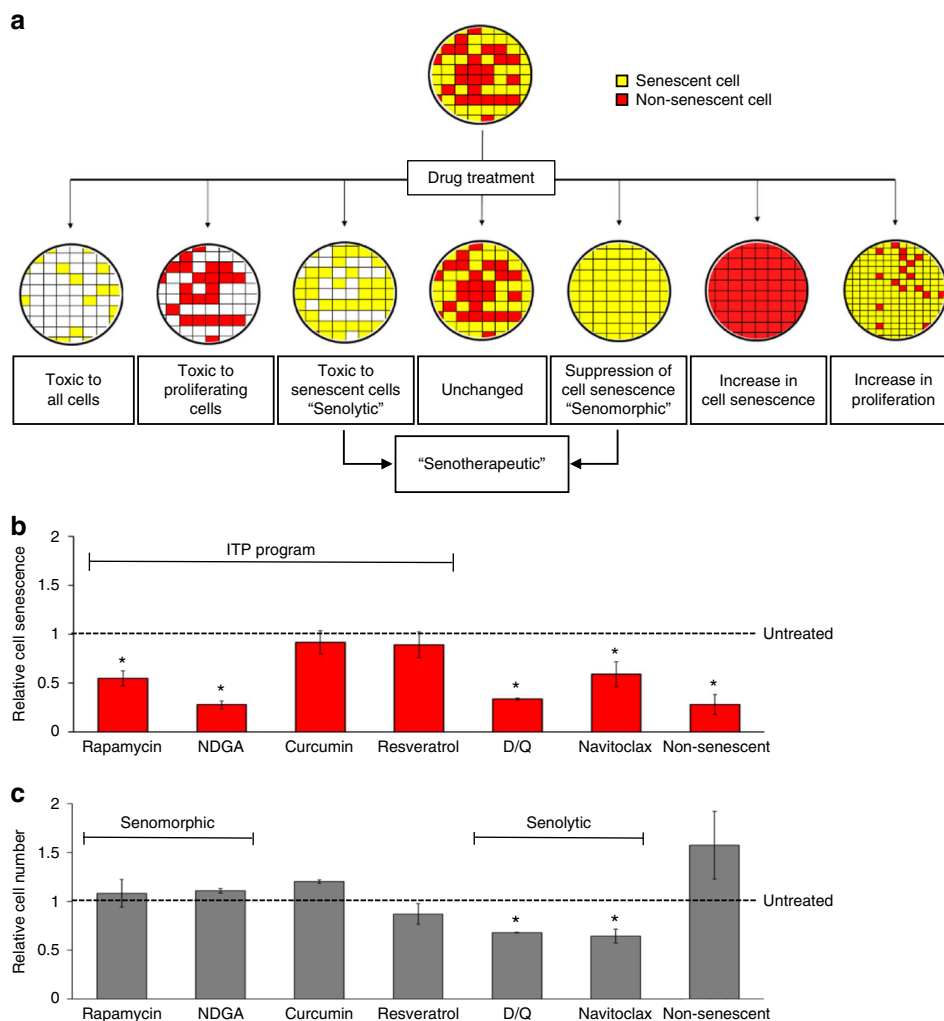 a
Senescent cell
Non-senescent cell
Drug treatment
Toxic to
all cells
Toxic to
proliferating
cells
Toxic to
senescent cells
“Senolytic”
Unchanged
Suppression of
cell senescence
“Senomorphic”
Increase in
cell senescence
Increase in
proliferation
“Senotherapeutic”
b
Relative cell senescence
2
1.5
1
0.5
0
ITP program
Untreated
*
*
*
*
*
Rapamycin
NDGA
Curcumin
Resveratrol
D/Q
Navitoclax
Non-senescent
c
Relative cell number
2
1.5
1
0.5
0
Senomorphic
Senolytic
Untreated
*
*
Rapamycin
NDGA
Curcumin
Resveratrol
D/Q
Navitoclax
Non-senescent